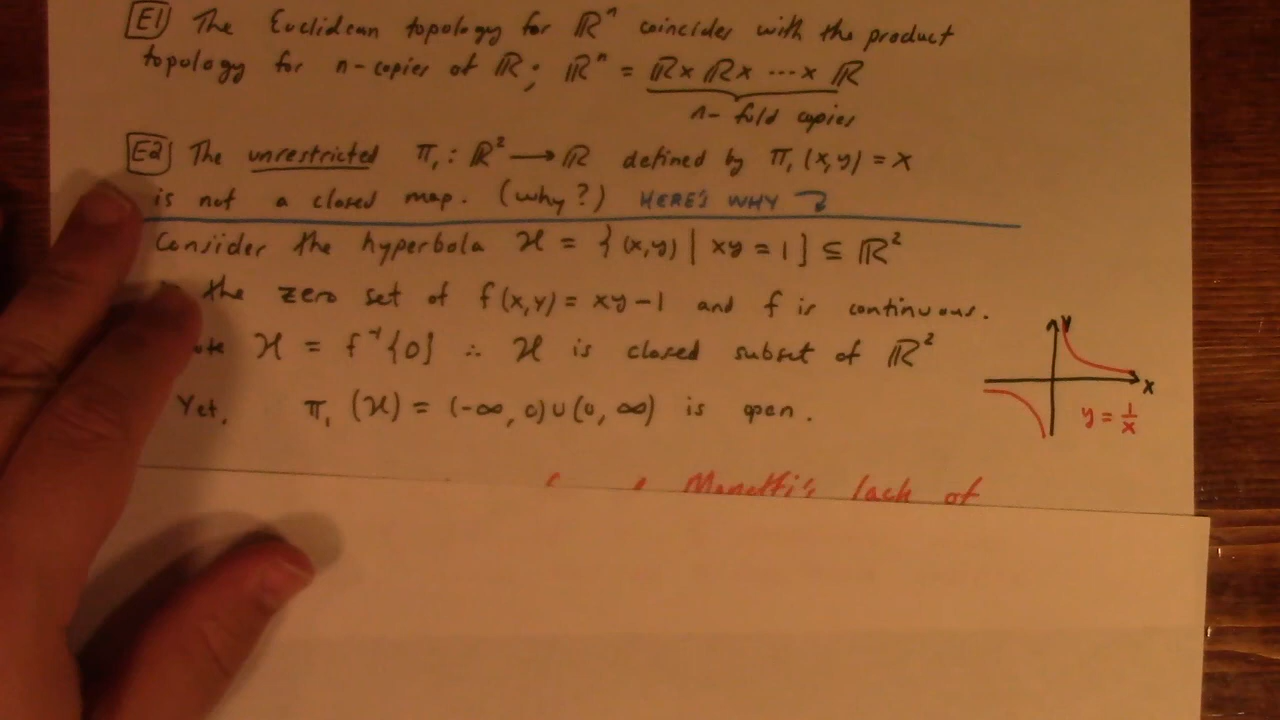 E1 The Euclidean topology for ℝⁿ coincides with the product
topology for n-copies of ℝ; ℝⁿ = ℝ×ℝ× ⋯× ℝ
n-fold copies
E2 The unrestricted π₁: ℝ² ⟶ ℝ defined by π₁(x,y) = x
is not a closed map. (why?) HERE'S WHY
Consider the hyperbola ℋ = {(x,y) | xy = 1} ⊆ ℝ²
the zero set of f(x,y) = xy-1 and f is continuous.
ℋ = f⁻¹{0} ∴ ℋ is closed subset of ℝ²
Yet, π₁(ℋ) = (-∞, 0)∪(0, ∞) is open.
y
x
y = 1/x
Manetti's lack of